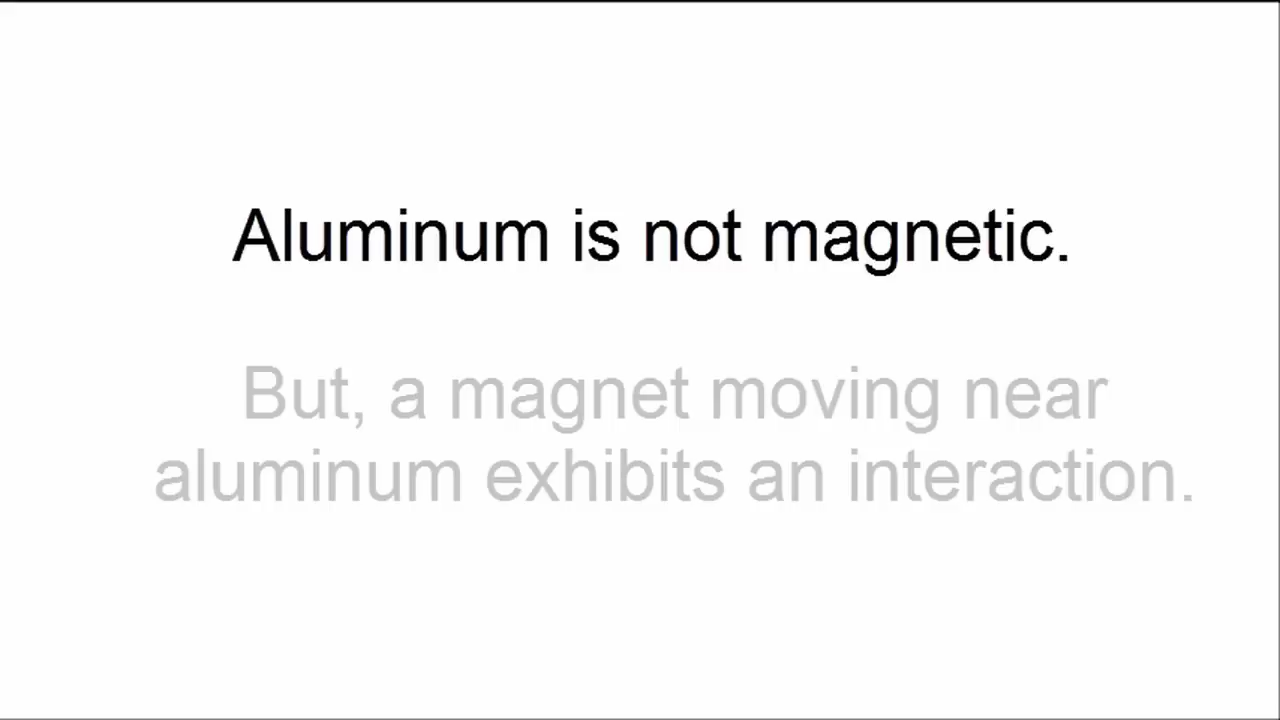 Aluminum is not magnetic.
But, a magnet moving near
aluminum exhibits an interaction.